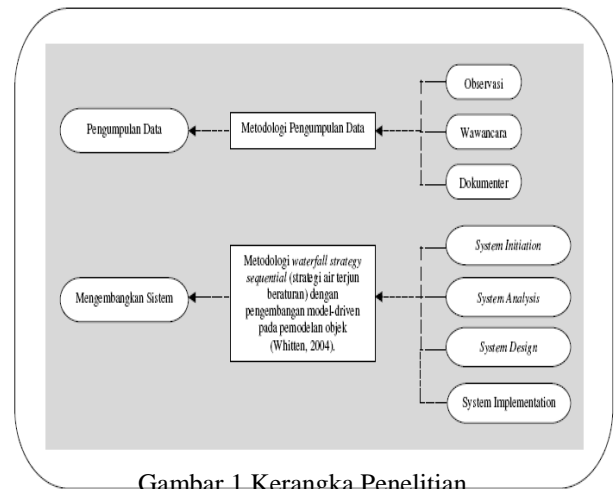 Observasi
Pengumpulan Data
Metodologi Pengumpulan Data
Wawancara
Dokumenter
System Initiation
Mengembangkan Sistem
Metodologi waterfall strategy
sequential (strategi air terjun
beraturan) dengan
pengembangan model-driven
pada pemodelan objek
(Whitten, 2004).
System Analysis
System Design
System Implementation
Gambar 1 Kerangka Penelitian